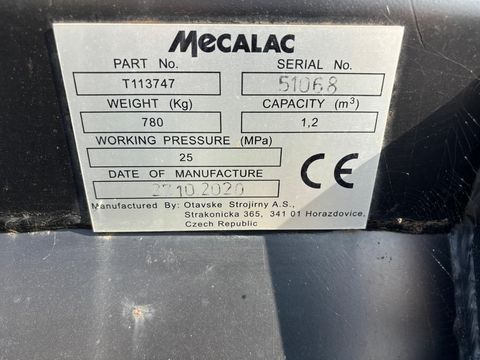 MECALAC
PART No. SERIAL No.
T113747 51068
WEIGHT (Kg) CAPACITY (m³)
780 1,2
WORKING PRESSURE (MPa)
25
DATE OF MANUFACTURE
27.10.2020
CE
Manufactured By: Otavske Strojirny A.S.,
Strakonicka 365, 341 01 Horazdovice,
Czech Republic